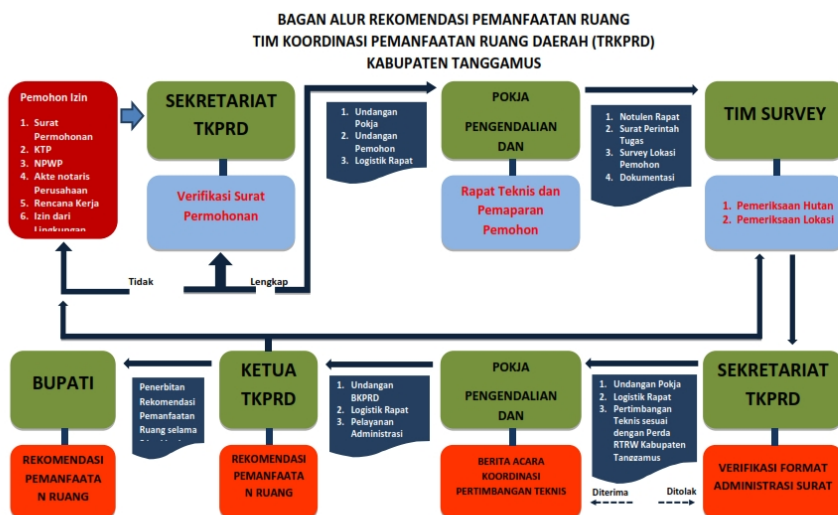 BAGAN ALUR REKOMENDASI PEMANFAATAN RUANG
TIM KOORDINASI PEMANFAATAN RUANG DAERAH (TRKPRD)
KABUPATEN TANGGAMUS
Pemohon Izin
1. Surat
Permohonan
2. KTP
3. NPWP
4. Akte notaris
Perusahaan
5. Rencana Kerja
6. Izin dari
Lingkungan
SEKRETARIAT
TKPRD
Verifikasi Surat
Permohonan
Tidak
Lengkap
1. Undangan
Pokja
2. Undangan
Pemohon
3. Logistik Rapat
POKJA
PENGENDALIAN
DAN
Rapat Teknis dan
Pemaparan
Pemohon
1. Notulen Rapat
2. Surat Perintah
Tugas
3. Survey Lokasi
Pemohon
4. Dokumentasi
TIM SURVEY
1. Pemeriksaan Hutan
2. Pemeriksaan Lokasi
BUPATI
REKOMENDASI
PEMANFAATA
N RUANG
Penerbitan
Rekomendasi
Pemanfaatan
Ruang selama
KETUA
TKPRD
REKOMENDASI
PEMANFAATA
N RUANG
1. Undangan
BKPRD
2. Logistik Rapat
3. Pelayanan
Administrasi
POKJA
PENGENDALIAN
DAN
BERITA ACARA
KOORDINASI
PERTIMBANGAN TEKNIS
1. Undangan Pokja
2. Logistik Rapat
3. Pertimbangan
Teknis sesuai
dengan Perda
RTRW Kabupaten
Tanggamus
Diterima
Ditolak
SEKRETARIAT
TKPRD
VERIFIKASI FORMAT
ADMINISTRASI SURAT